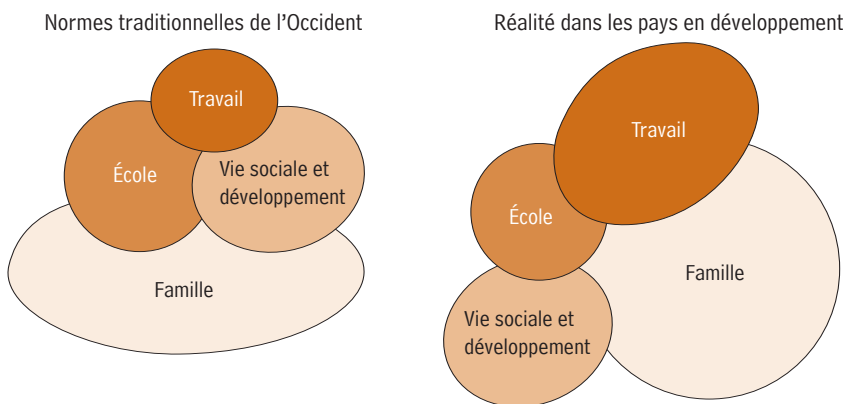 Normes traditionnelles de l’Occident
Travail
École
Vie sociale et
développement
Famille
Réalité dans les pays en développement
Travail
École
Famille
Vie sociale et
développement